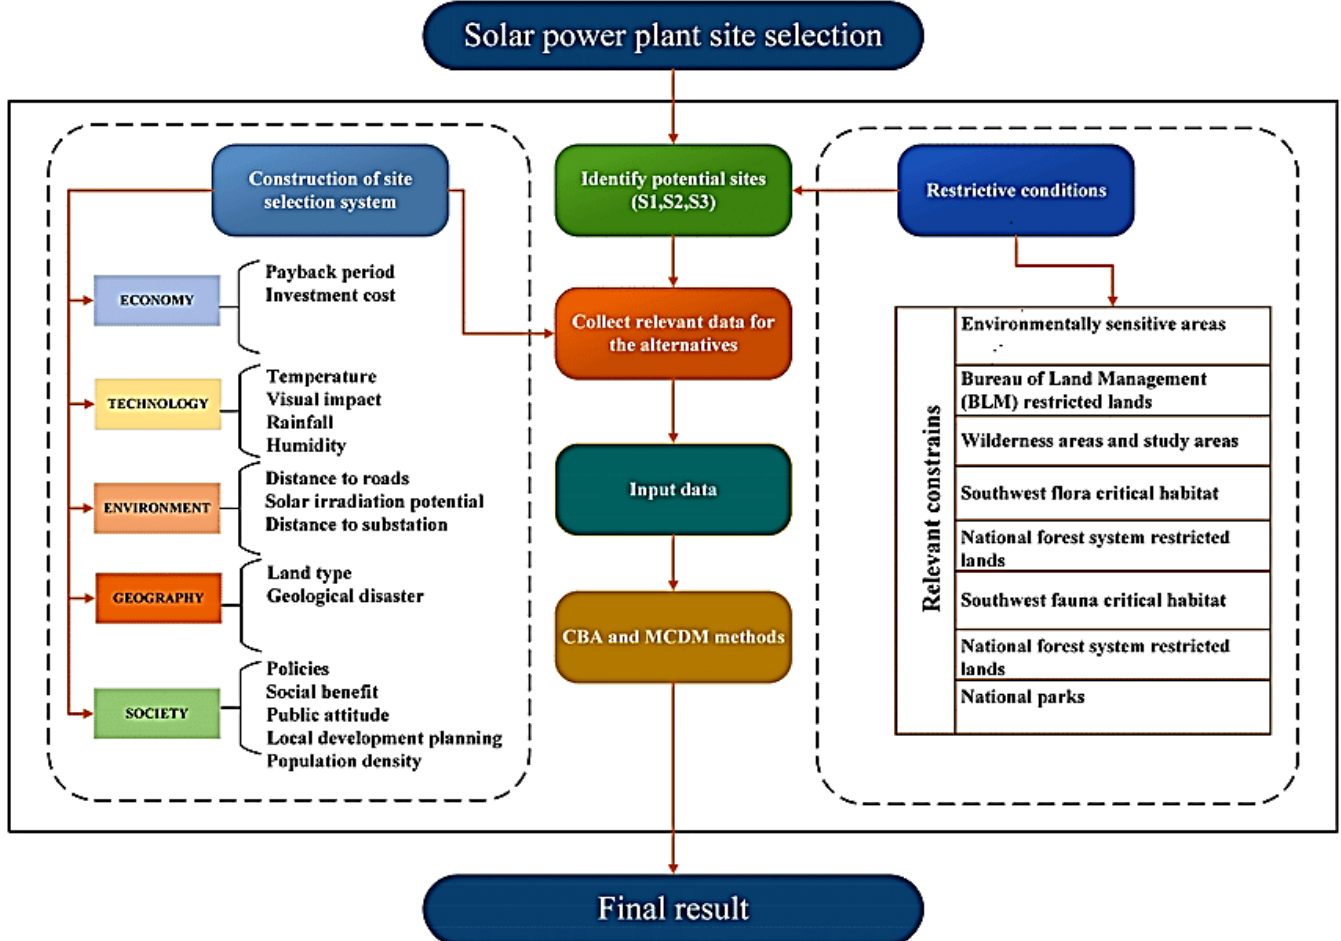 Solar power plant site selection
Construction of site
selection system
ECONOMY
Payback period
Investment cost
TECHNOLOGY
Temperature
Visual impact
Rainfall
Humidity
ENVIRONMENT
Distance to roads
Solar irradiation potential
Distance to substation
GEOGRAPHY
Land type
Geological disaster
SOCIETY
Policies
Social benefit
Public attitude
Local development planning
Population density
Identify potential sites
(S1,S2,S3)
Collect relevant data for
the alternatives
Input data
CBA and MCDM methods
Restrictive conditions
Relevant constrains
Environmentally sensitive areas
Bureau of Land Management
(BLM) restricted lands
Wilderness areas and study areas
Southwest flora critical habitat
National forest system restricted
lands
Southwest fauna critical habitat
National forest system restricted
lands
National parks
Final result